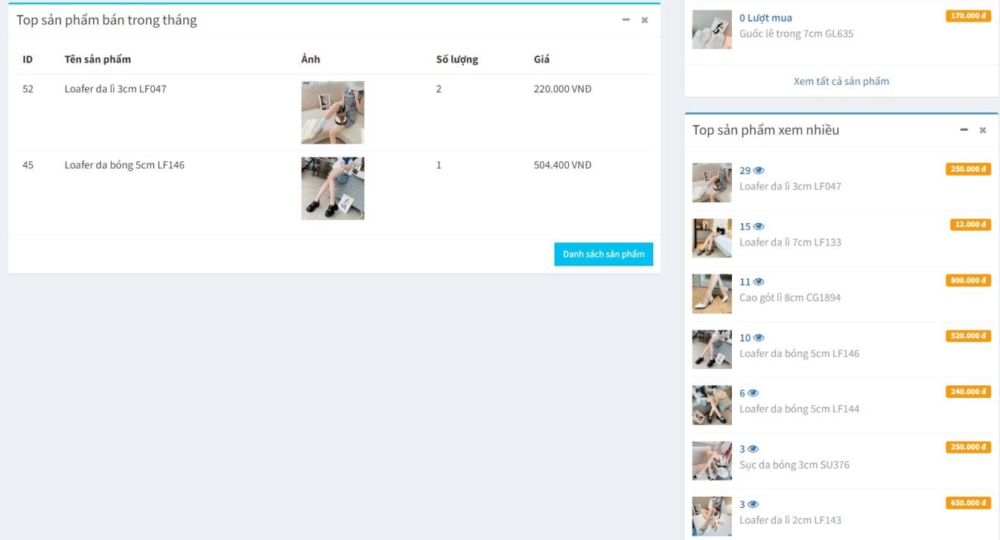 Top sản phẩm bán trong tháng
ID Tên sản phẩm Ảnh Số lượng Giá
52 Loafer da lì 3cm LF047 2 220.000 VNĐ
45 Loafer da bóng 5cm LF146 1 504.400 VNĐ
Danh sách sản phẩm
0 Lượt mua 170.000 đ
Guốc lê trong 7cm GL635
Xem tất cả sản phẩm
Top sản phẩm xem nhiều
29 250.000 đ
Loafer da lì 3cm LF047
15 12.000 đ
Loafer da lì 7cm LF133
11 800.000 đ
Cao gót lì 8cm CG1894
10 520.000 đ
Loafer da bóng 5cm LF146
6 240.000 đ
Loafer da bóng 5cm LF144
3 250.000 đ
Sục da bóng 3cm SU376
3 650.000 đ
Loafer da lì 2cm LF143